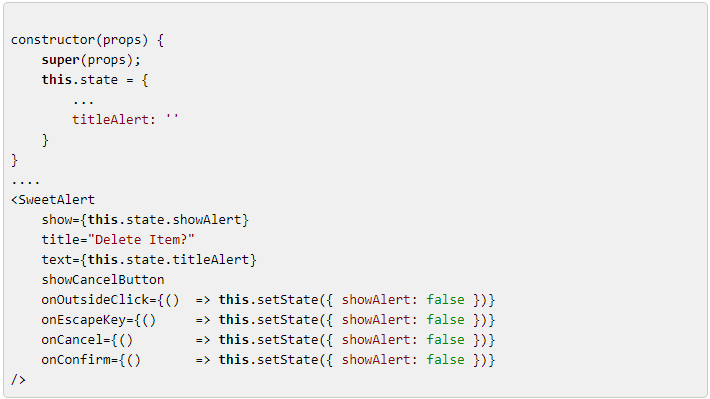 constructor(props) {
    super(props);
    this.state = {
        ...
        titleAlert: ''
    }
}
....
<SweetAlert
    show={this.state.showAlert}
    title="Delete Item?"
    text={this.state.titleAlert}
    showCancelButton
    onOutsideClick={()  => this.setState({ showAlert: false })}
    onEscapeKey={()     => this.setState({ showAlert: false })}
    onCancel={()        => this.setState({ showAlert: false })}
    onConfirm={()       => this.setState({ showAlert: false })}
/>